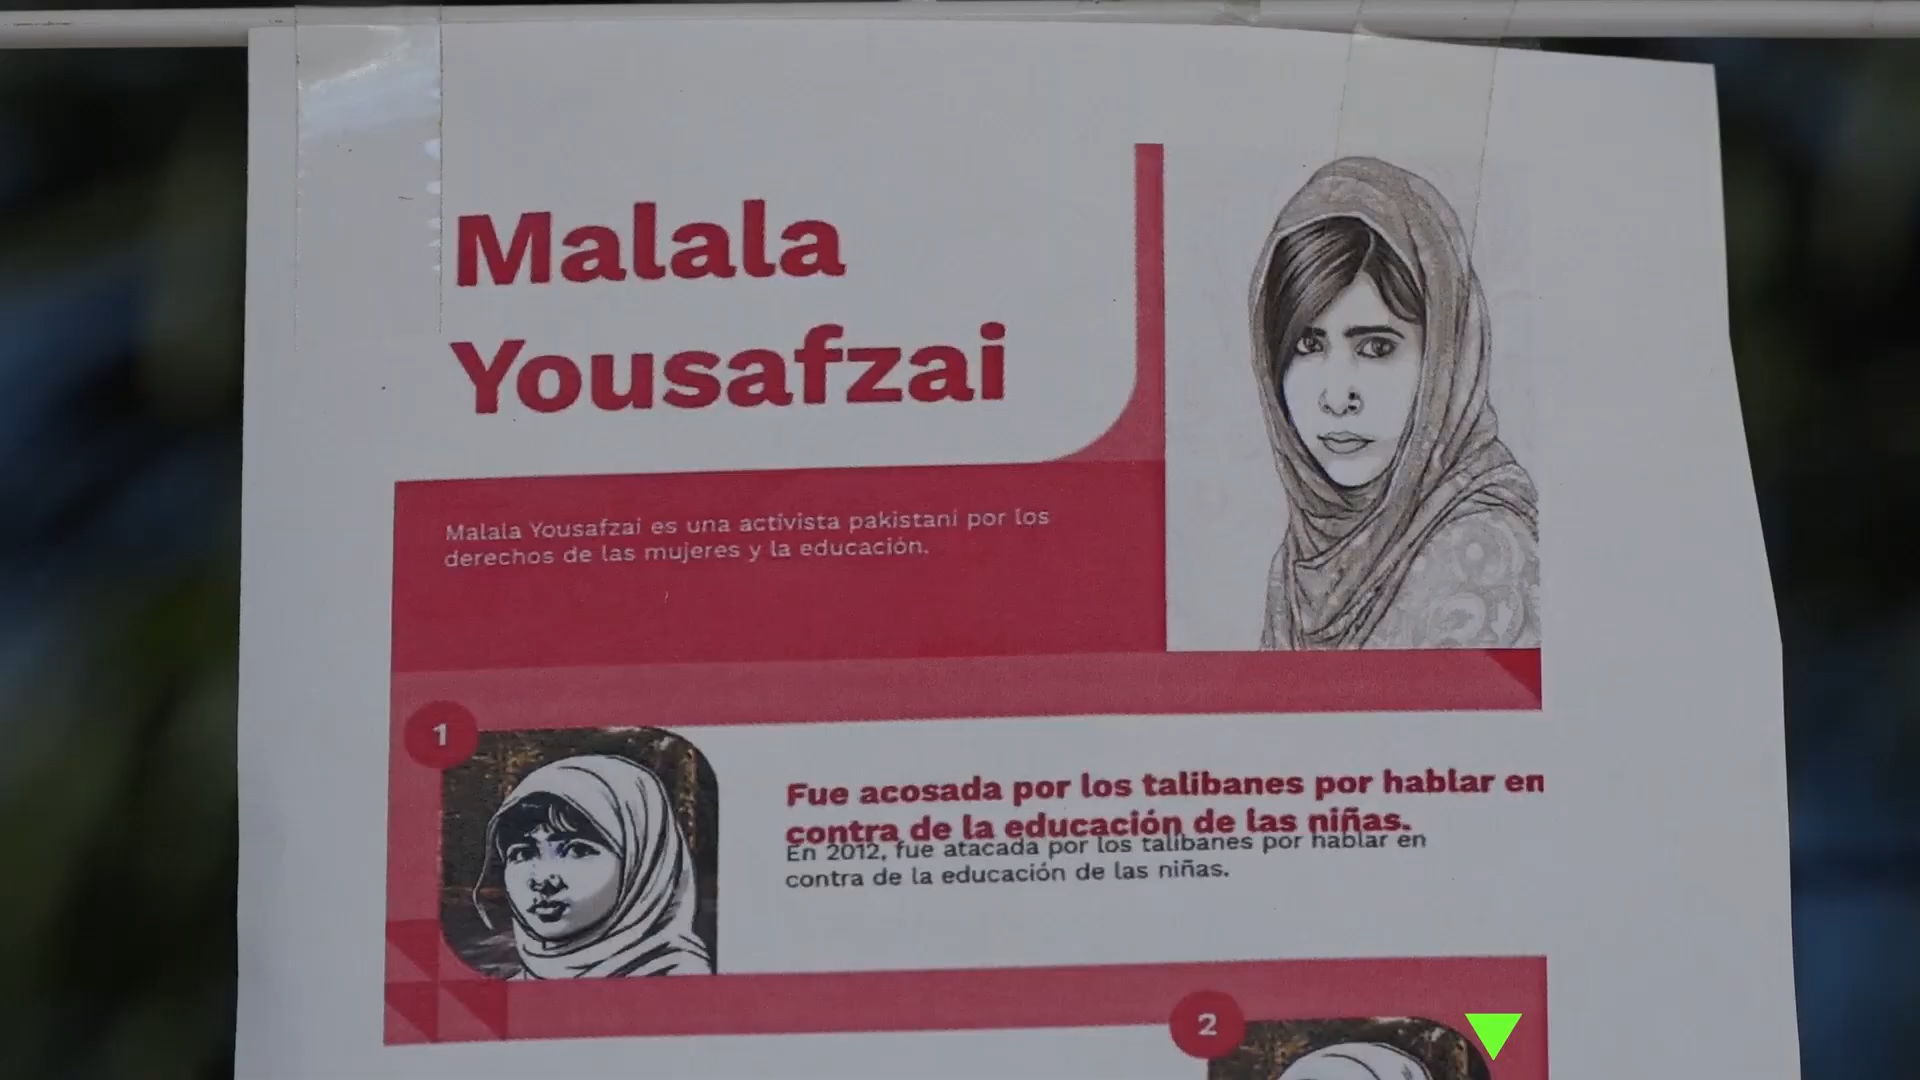 Malala
Yousafzai
Malala Yousafzai es una activista pakistaní por los
derechos de las mujeres y la educación.
1
Fue acosada por los talibanes por hablar en
contra de la educación de las niñas.
En 2012, fue atacada por los talibanes por hablar en
contra de la educación de las niñas.
2